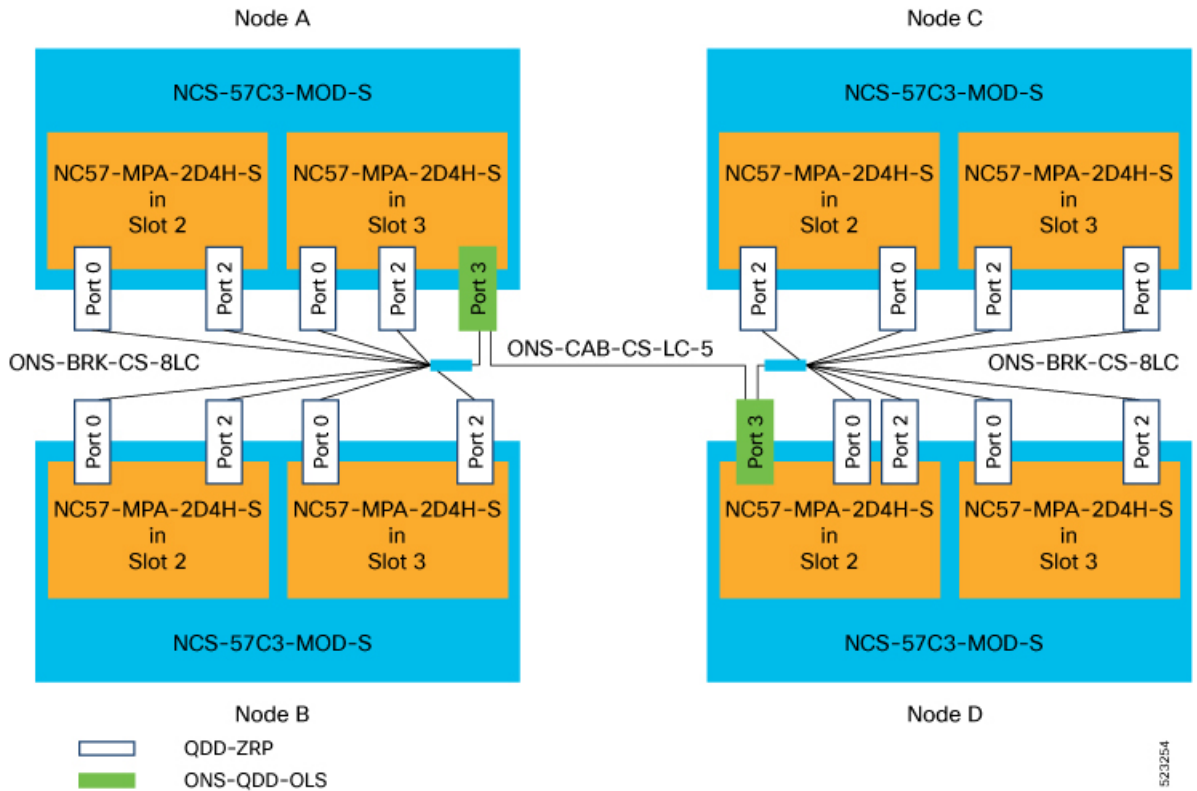 Node A
Node C
NCS-57C3-MOD-S
NCS-57C3-MOD-S
NC57-MPA-2D4H-S
in
Slot 2
NC57-MPA-2D4H-S
in
Slot 3
NC57-MPA-2D4H-S
in
Slot 2
NC57-MPA-2D4H-S
in
Slot 3
Port 0
Port 2
Port 0
Port 2
Port 3
Port 2
Port 0
Port 2
Port 0
ONS-BRK-CS-8LC
ONS-CAB-CS-LC-5
ONS-BRK-CS-8LC
Port 0
Port 2
Port 0
Port 2
Port 3
Port 0
Port 2
Port 0
Port 2
NC57-MPA-2D4H-S
in
Slot 2
NC57-MPA-2D4H-S
in
Slot 3
NC57-MPA-2D4H-S
in
Slot 2
NC57-MPA-2D4H-S
in
Slot 3
NCS-57C3-MOD-S
NCS-57C3-MOD-S
Node B
Node D
QDD-ZRP
ONS-QDD-OLS
523254